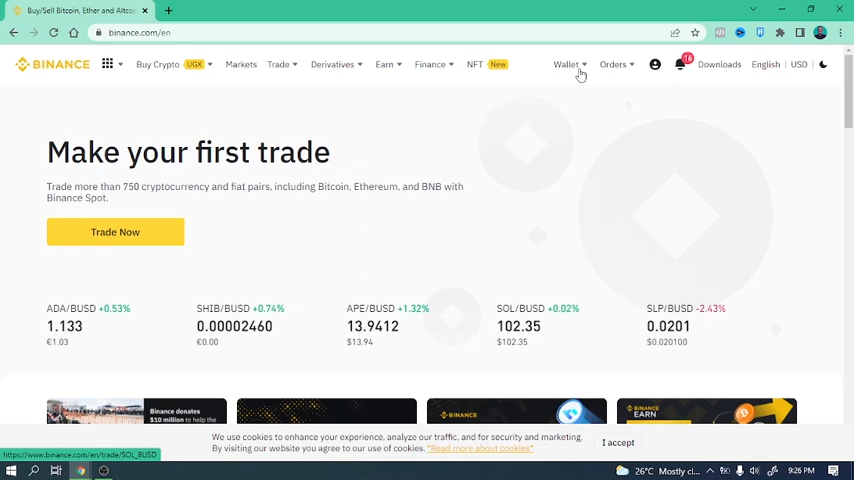 Buy/Sell Bitcoin, Ether and Altcoi
binance.com/en
BINANCE
Buy Crypto UGX
Markets
Trade
Derivatives
Earn
Finance
NFT New
Wallet
Orders
16
Downloads
English | USD
Make your first trade
Trade more than 750 cryptocurrency and fiat pairs, including Bitcoin, Ethereum, and BNB with
Binance Spot.
Trade Now
ADA/BUSD +0.53%
1.133
€1.03
SHIB/BUSD +0.74%
0.00002460
€0.00
APE/BUSD +1.32%
13.9412
$13.94
SOL/BUSD +0.02%
102.35
$102.35
SLP/BUSD -2.43%
0.0201
$0.020100
Binance donates
$10 million to help the
BINANCE
BINANCE
EARN
We use cookies to enhance your experience, analyze our traffic, and for security and marketing.
By visiting our website you agree to our use of cookies. "Read more about cookies"
I accept
https://www.binance.com/en/trade/SOL_BUSD
26°C Mostly cl...
9:26 PM